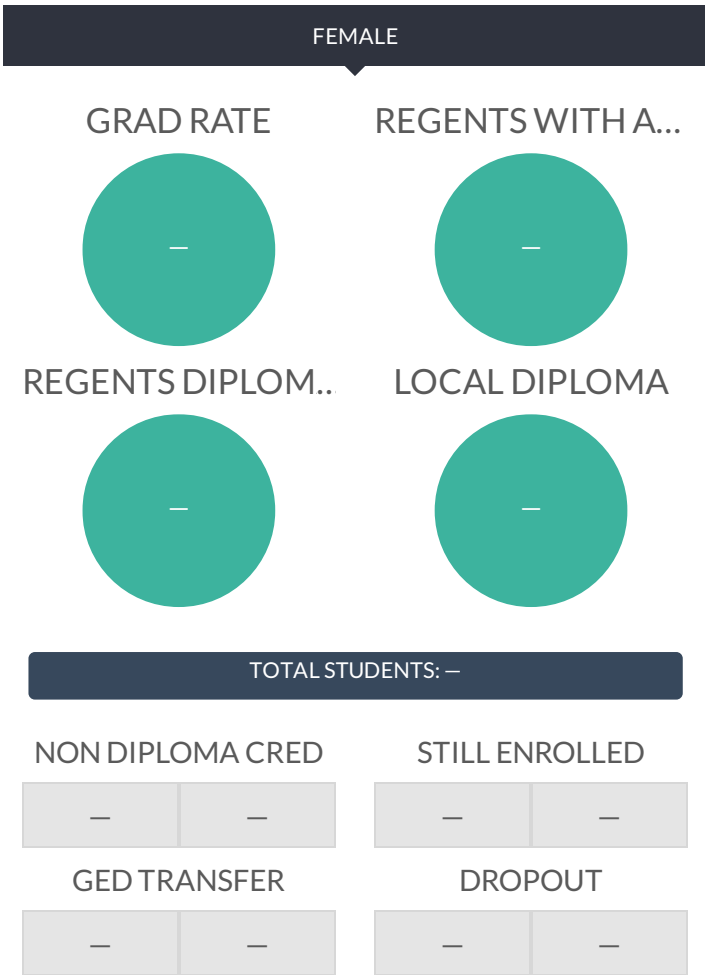 FEMALE
GRAD RATE
REGENTS WITH A...
—
—
REGENTS DIPLOM...
LOCAL DIPLOMA
—
—
TOTAL STUDENTS: —
NON DIPLOMA CRED
STILL ENROLLED
— —
— —
GED TRANSFER
DROPOUT
— —
— —